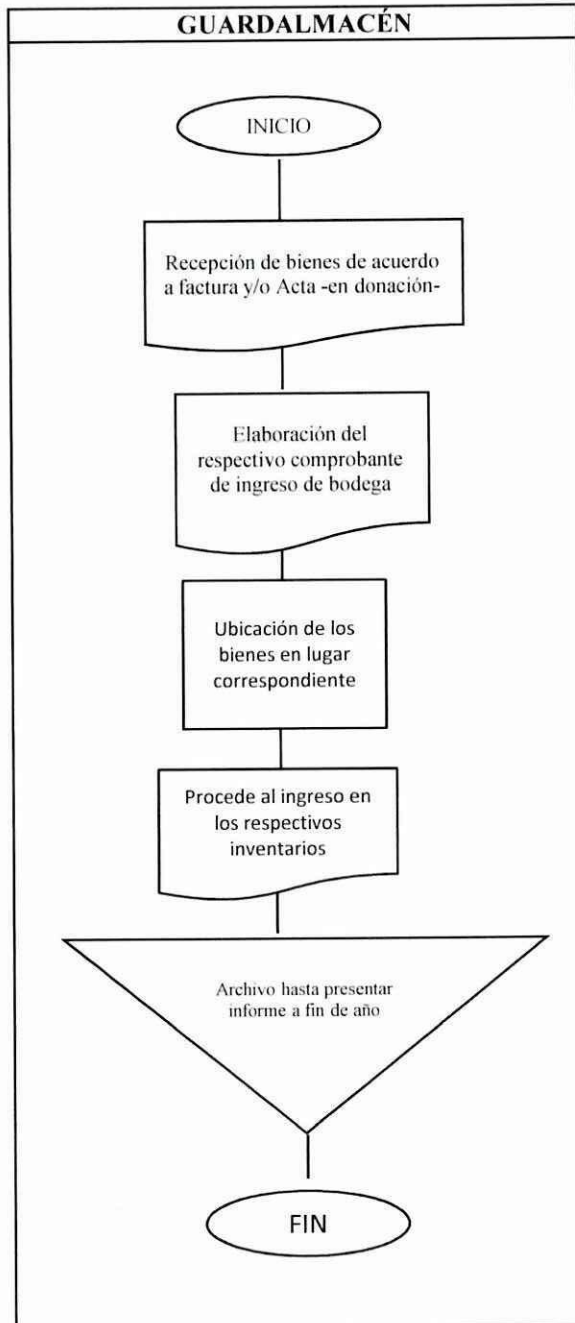 GUARDALMACÉN
INICIO
Recepción de bienes de acuerdo
a factura y/o Acta -en donación-
Elaboración del
respectivo comprobante
de ingreso de bodega
Ubicación de los
bienes en lugar
correspondiente
Procede al ingreso en
los respectivos
inventarios
Archivo hasta presentar
informe a fin de año
FIN